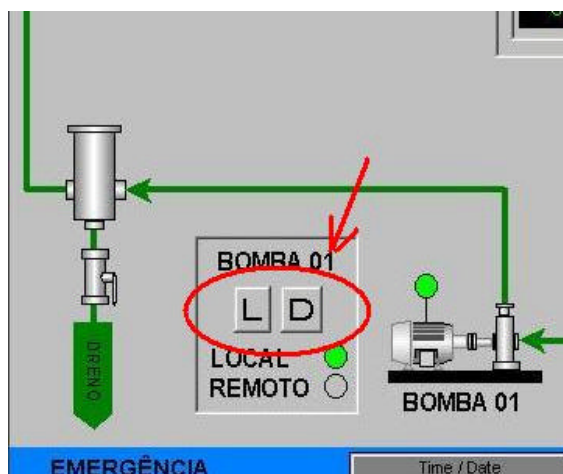 BOMBA 01
L D
LOCAL
REMOTO
DRENO
BOMBA 01
EMERGÊNCIA
Time / Date